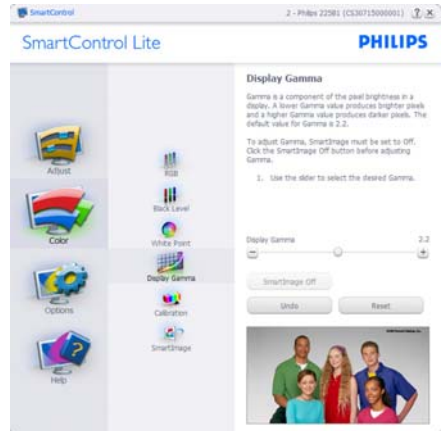 SmartControl
2 - Philips 225B1 (CS30715000001)
SmartControl Lite
PHILIPS
Adjust
Color
Options
Help
RGB
Black Level
White Point
Display Gamma
Calibration
SmartImage
Display Gamma
Gamma is a component of the pixel brightness in a
display. A lower Gamma value produces brighter pixels
and a higher Gamma value produces darker pixels. The
default value for Gamma is 2.2.
To adjust Gamma, SmartImage must be set to Off.
Click the SmartImage Off button before adjusting
Gamma.
1. Use the slider to select the desired Gamma.
Display Gamma 2.2
SmartImage Off
Undo Reset